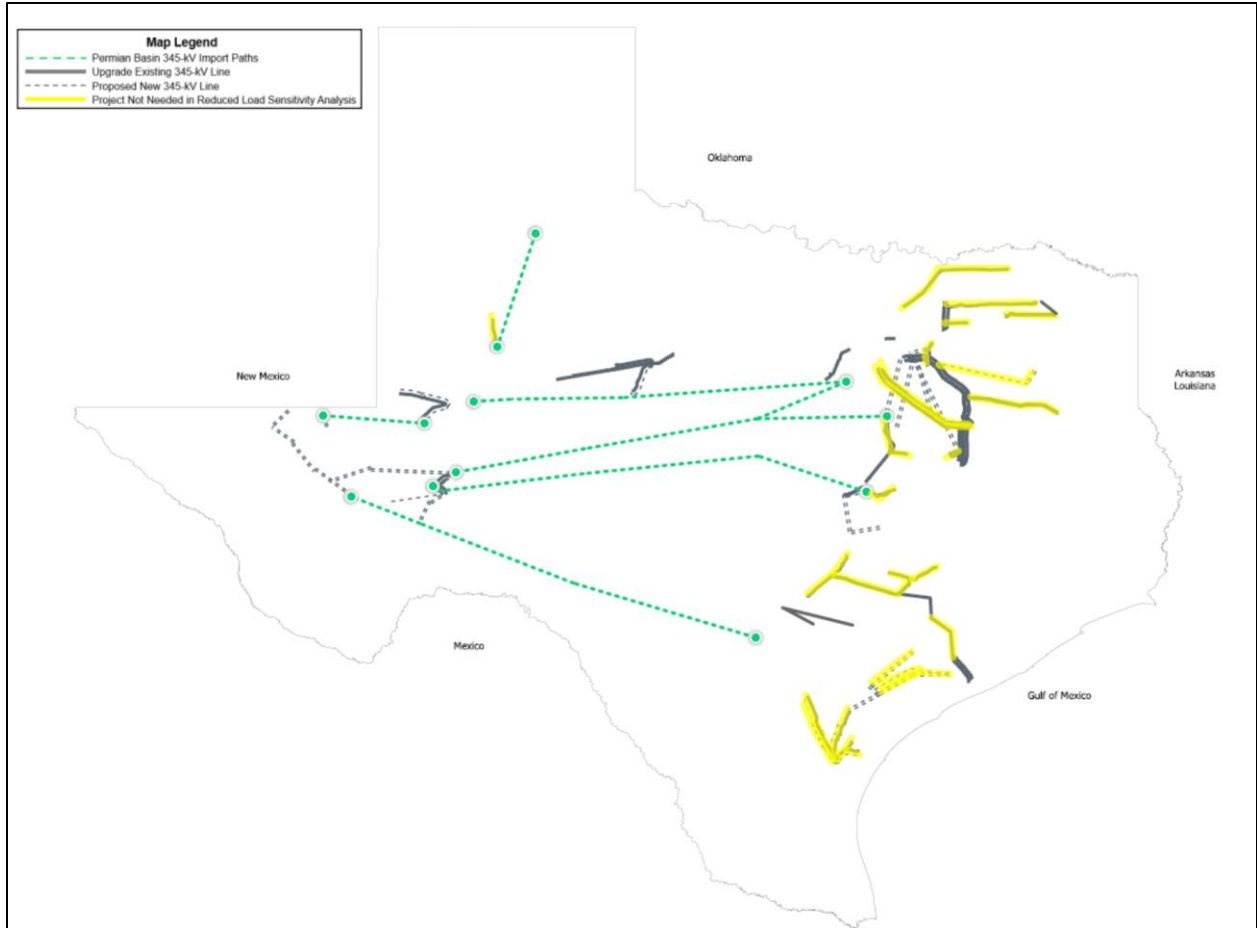 Map Legend
Permian Basin 345-kV Import Paths
Upgrade Existing 345-kV Line
Proposed New 345-kV Line
Project Not Needed in Reduced Load Sensitivity Analysis
Oklahoma
New Mexico
Arkansas
Louisiana
Mexico
Gulf of Mexico